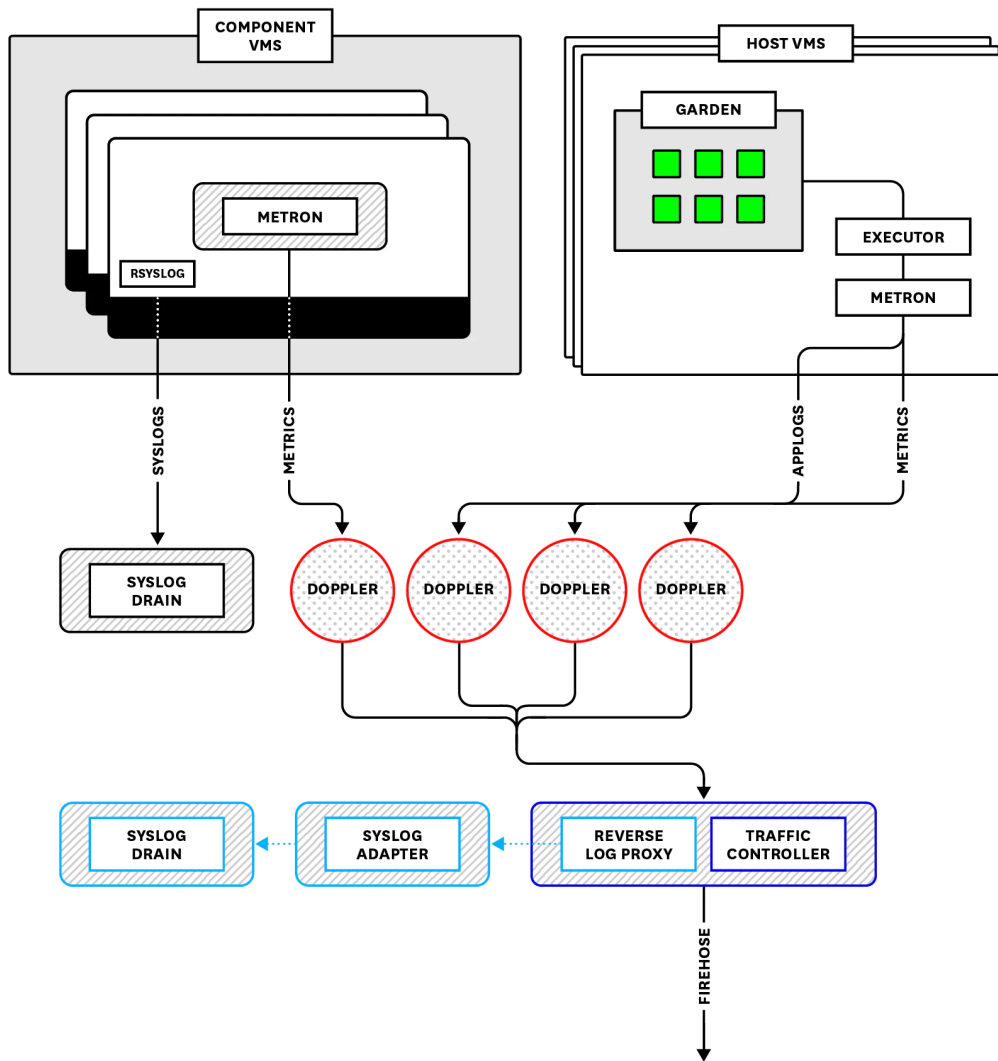 COMPONENT
VMS
HOST VMS
GARDEN
METRON
EXECUTOR
RSYSLOG
METRON
SYSLOGS
METRICS
APPLOGS
METRICS
SYSLOG
DRAIN
DOPPLER
DOPPLER
DOPPLER
DOPPLER
SYSLOG
DRAIN
SYSLOG
ADAPTER
REVERSE
LOG PROXY
TRAFFIC
CONTROLLER
FIREHOSE